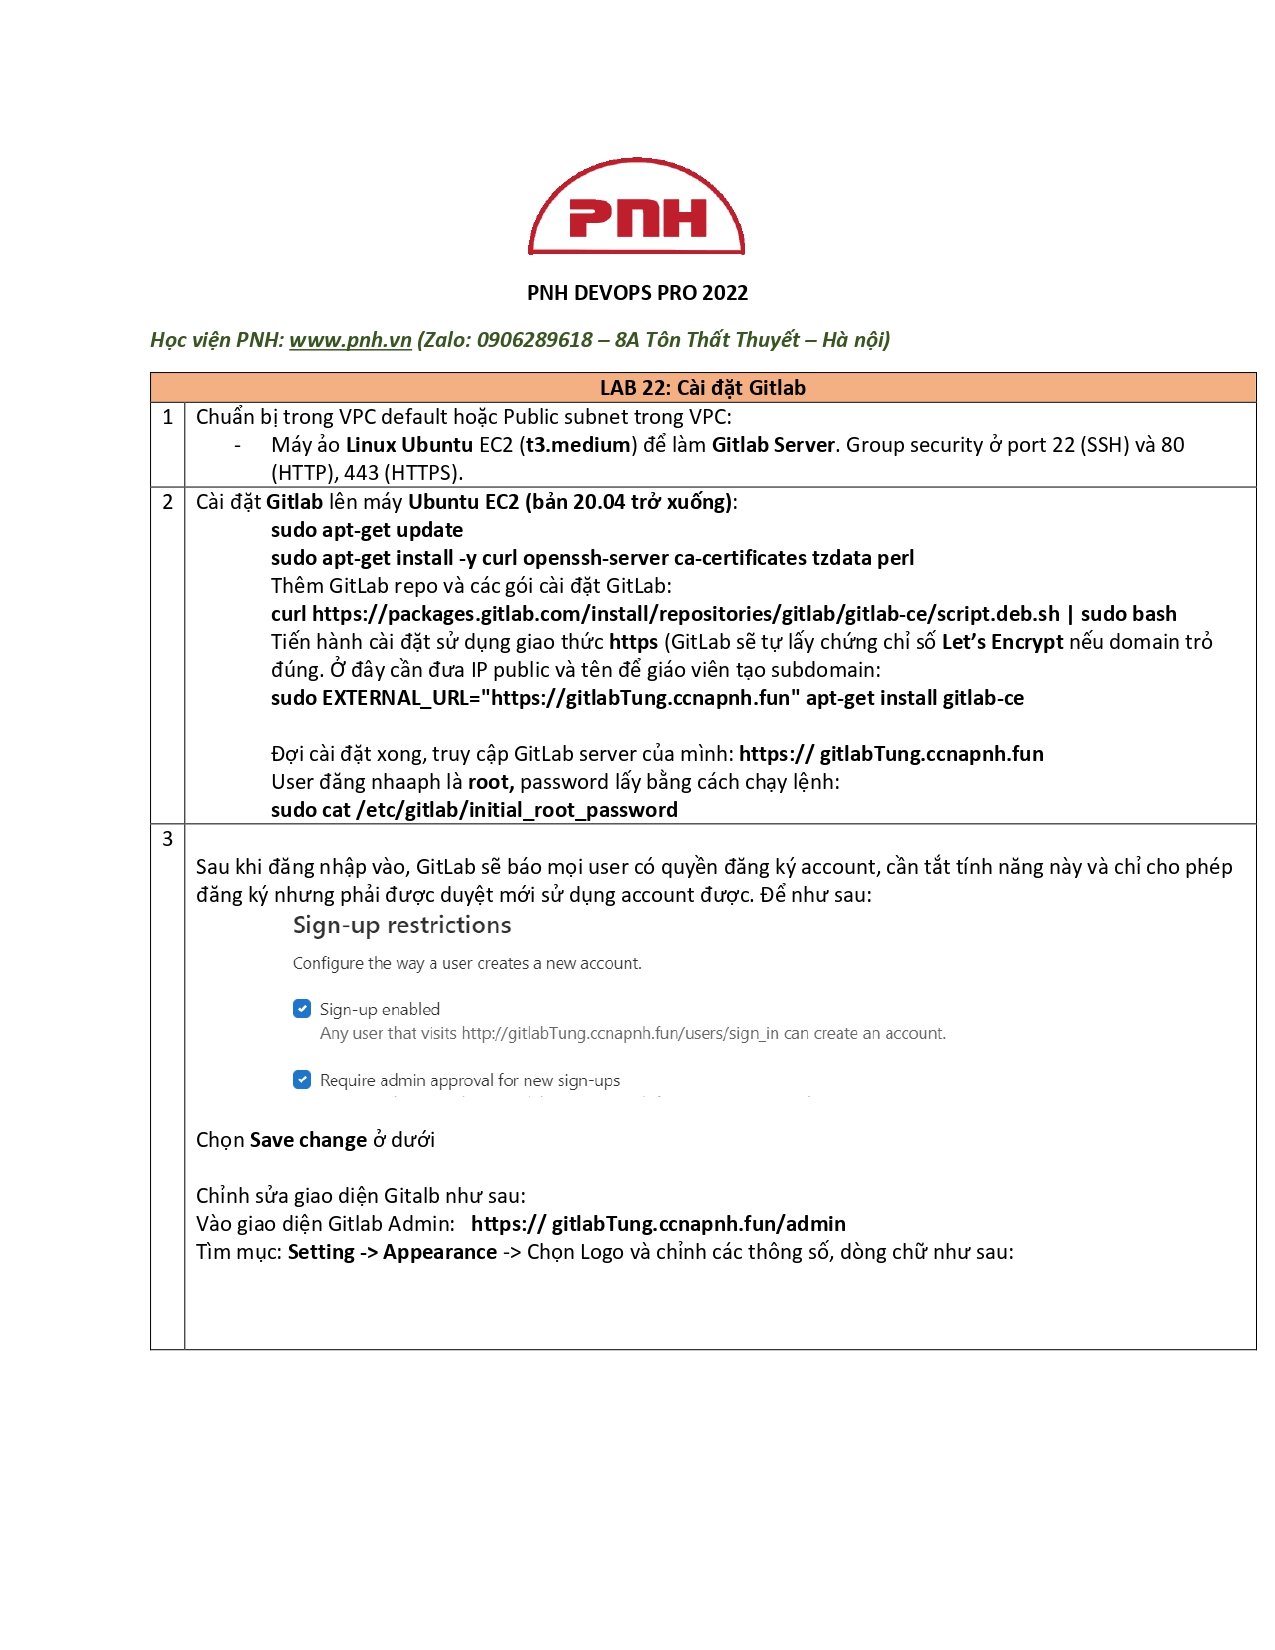 PNH
PNH DEVOPS PRO 2022
Học viện PNH: www.pnh.vn (Zalo: 0906289618 – 8A Tôn Thất Thuyết – Hà nội)
LAB 22: Cài đặt Gitlab
1 Chuẩn bị trong VPC default hoặc Public subnet trong VPC:
- Máy ảo Linux Ubuntu EC2 (t3.medium) để làm Gitlab Server. Group security ở port 22 (SSH) và 80
(HTTP), 443 (HTTPS).
2 Cài đặt Gitlab lên máy Ubuntu EC2 (bản 20.04 trở xuống):
sudo apt-get update
sudo apt-get install -y curl openssh-server ca-certificates tzdata perl
Thêm GitLab repo và các gói cài đặt GitLab:
curl https://packages.gitlab.com/install/repositories/gitlab/gitlab-ce/script.deb.sh | sudo bash
Tiến hành cài đặt sử dụng giao thức https (GitLab sẽ tự lấy chứng chỉ số Let’s Encrypt nếu domain trỏ
đúng. Ở đây cần đưa IP public và tên để giáo viên tạo subdomain:
sudo EXTERNAL_URL="https://gitlabTung.ccnapnh.fun" apt-get install gitlab-ce
Đợi cài đặt xong, truy cập GitLab server của mình: https:// gitlabTung.ccnapnh.fun
User đăng nhaaph là root, password lấy bằng cách chạy lệnh:
sudo cat /etc/gitlab/initial_root_password
3
Sau khi đăng nhập vào, GitLab sẽ báo mọi user có quyền đăng ký account, cần tắt tính năng này và chỉ cho phép
đăng ký nhưng phải được duyệt mới sử dụng account được. Để như sau:
Sign-up restrictions
Configure the way a user creates a new account.
Sign-up enabled
Any user that visits http://gitlabTung.ccnapnh.fun/users/sign_in can create an account.
Require admin approval for new sign-ups
Chọn Save change ở dưới
Chỉnh sửa giao diện Gitalb như sau:
Vào giao diện Gitlab Admin: https:// gitlabTung.ccnapnh.fun/admin
Tìm mục: Setting -> Appearance -> Chọn Logo và chỉnh các thông số, dòng chữ như sau: